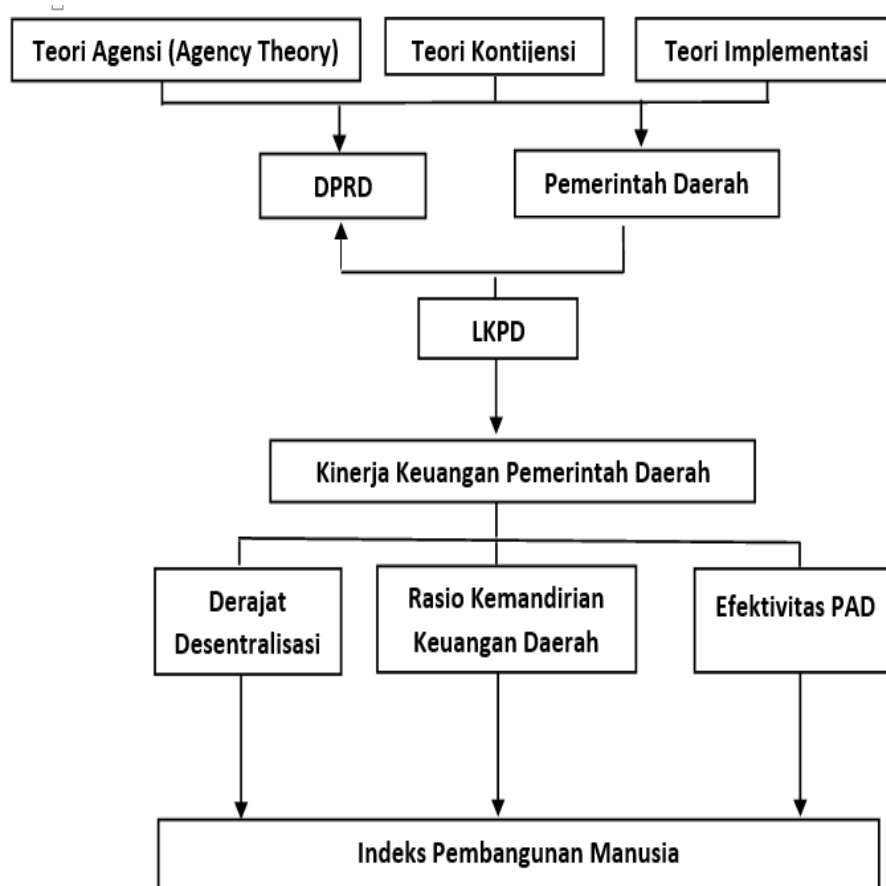 Teori Agensi (Agency Theory)
Teori Kontijensi
Teori Implementasi
DPRD
Pemerintah Daerah
LKPD
Kinerja Keuangan Pemerintah Daerah
Derajat
Desentralisasi
Rasio Kemandirian
Keuangan Daerah
Efektivitas PAD
Indeks Pembangunan Manusia